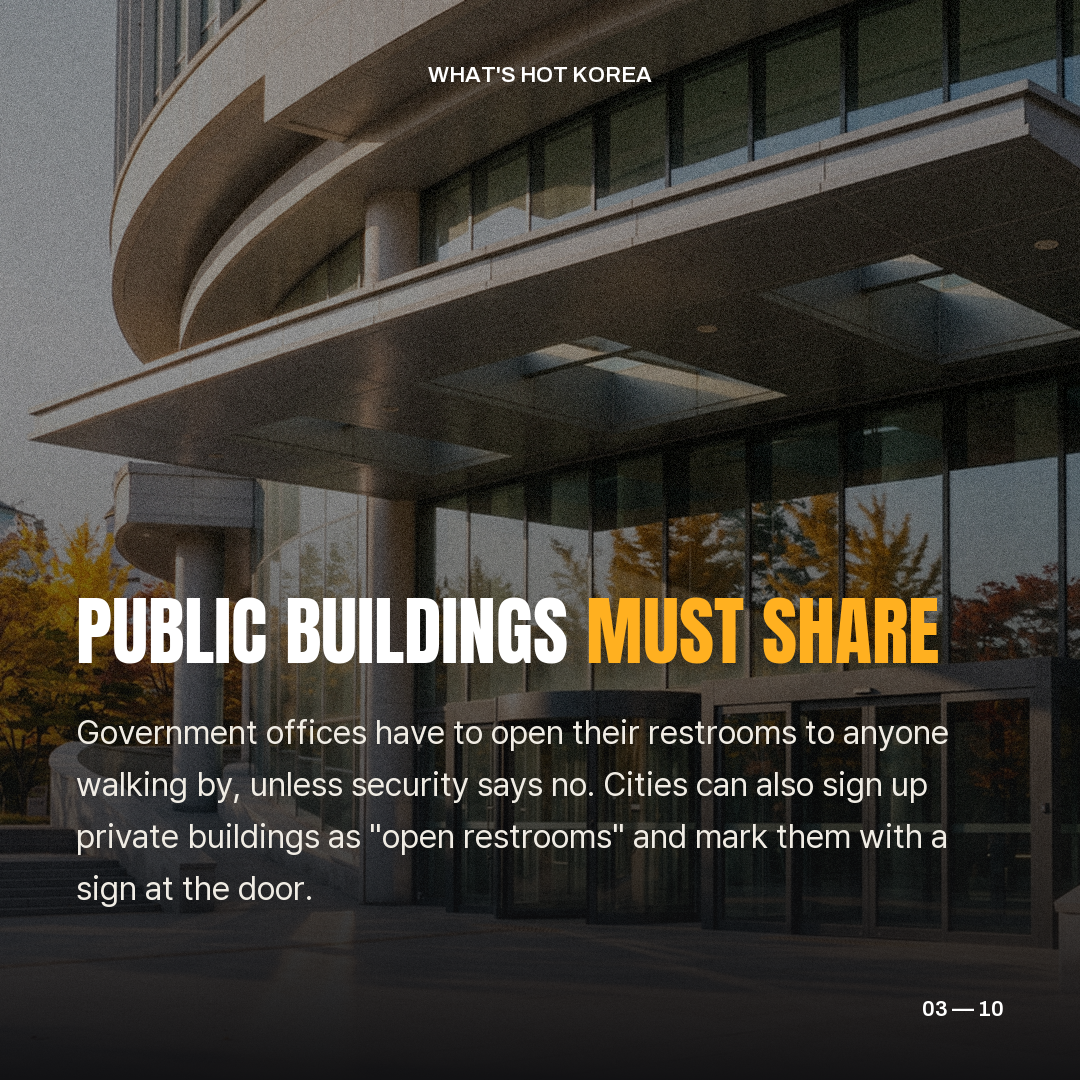 WHAT'S HOT KOREA
PUBLIC BUILDINGS MUST SHARE
Government offices have to open their restrooms to anyone
walking by, unless security says no. Cities can also sign up
private buildings as "open restrooms" and mark them with a
sign at the door.
03 — 10